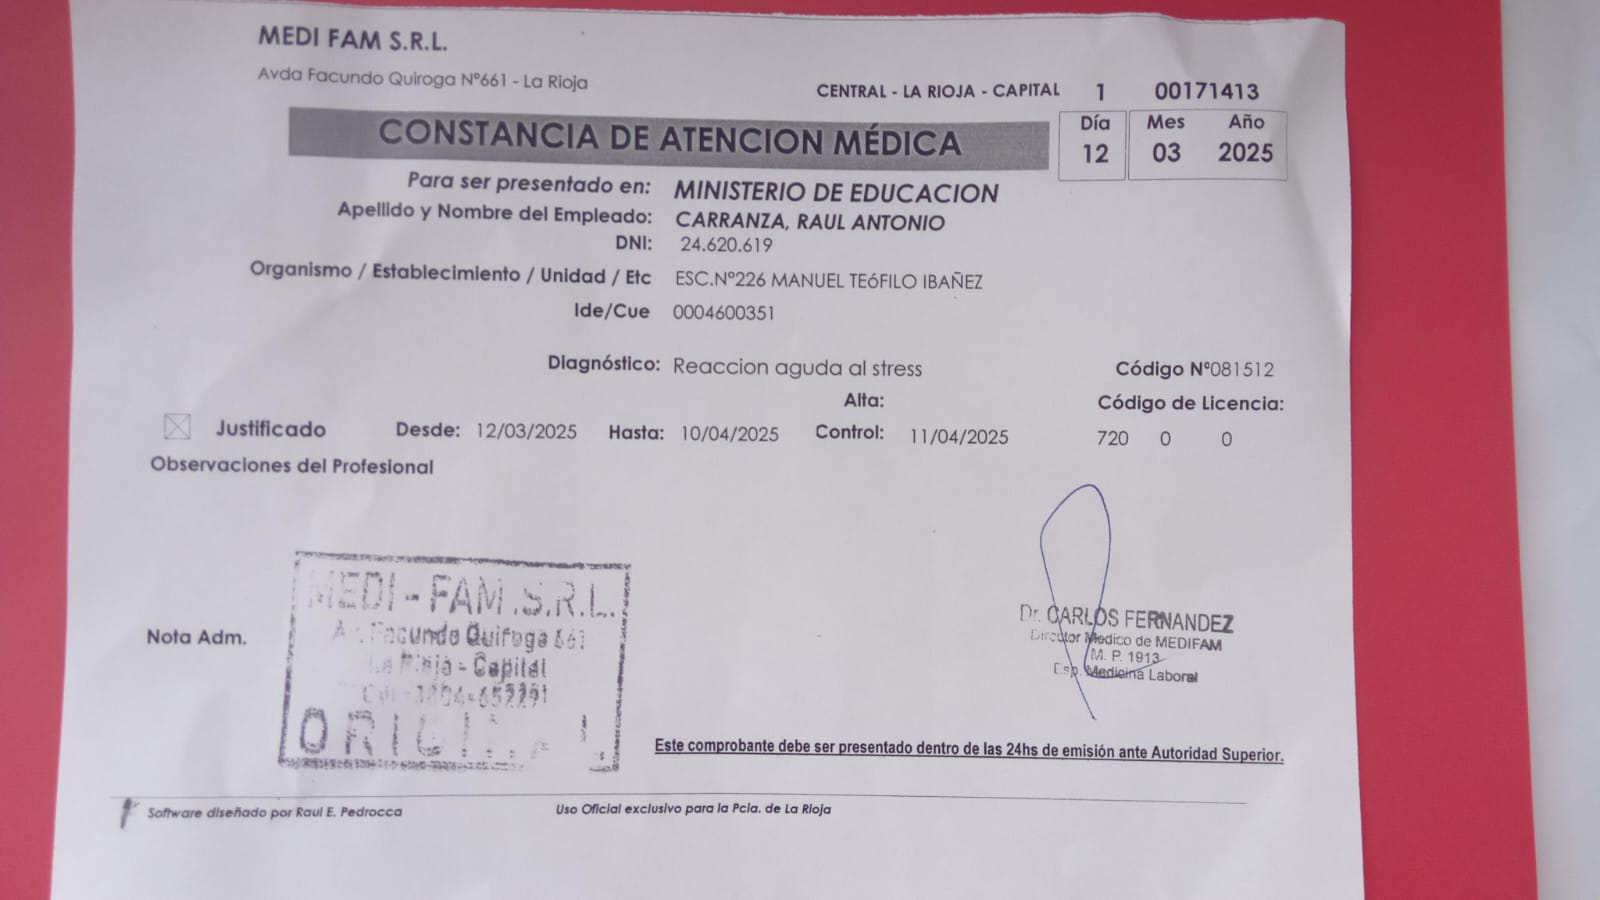 MEDI FAM S.R.L.
Avda Facundo Quiroga Nº661 - La Rioja
CENTRAL - LA RIOJA - CAPITAL 1 00171413
CONSTANCIA DE ATENCION MÉDICA
Día Mes Año
12 03 2025
Para ser presentado en: MINISTERIO DE EDUCACION
Apellido y Nombre del Empleado: CARRANZA, RAUL ANTONIO
DNI: 24.620.619
Organismo / Establecimiento / Unidad / Etc ESC.Nº226 MANUEL TEóFILO IBAÑEZ
Ide/Cue 0004600351
Diagnóstico: Reaccion aguda al stress Código Nº081512
Alta: Código de Licencia:
Justificado Desde: 12/03/2025 Hasta: 10/04/2025 Control: 11/04/2025 720 0 0
Observaciones del Profesional
MEDI-FAM.S.R.L.
Av. Facundo Quiroga 661
La Rioja - Capital
Nota Adm.
Dr. CARLOS FERNANDEZ
Director Medico de MEDIFAM
M. P. 1913
Esp. Medicina Laboral
Este comprobante debe ser presentado dentro de las 24hs de emisión ante Autoridad Superior.
Software diseñado por Raul E. Pedrocca
Uso Oficial exclusivo para la Pcia. de La Rioja